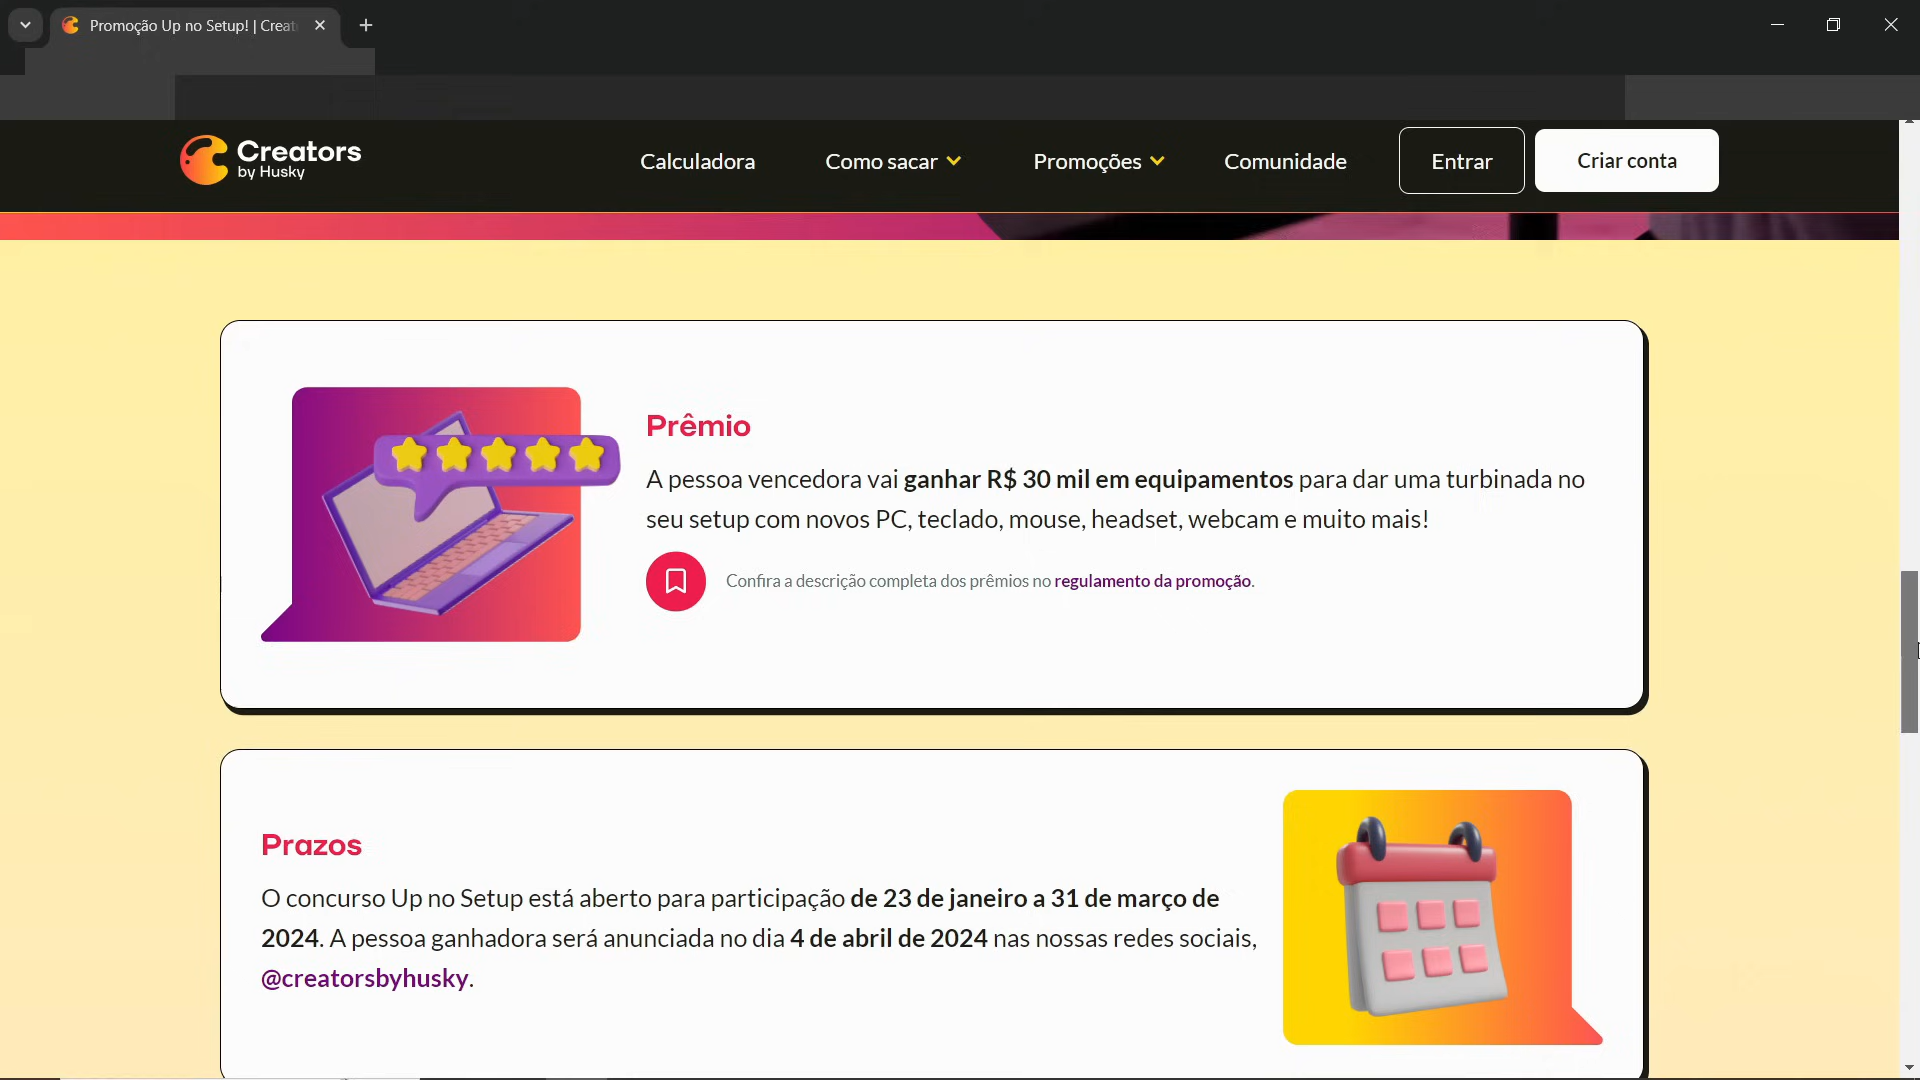 Promoção Up no Setup! | Creat
Creators
by Husky
Calculadora
Como sacar
Promoções
Comunidade
Entrar
Criar conta
Prêmio
A pessoa vencedora vai ganhar R$ 30 mil em equipamentos para dar uma turbinada no
seu setup com novos PC, teclado, mouse, headset, webcam e muito mais!
Confira a descrição completa dos prêmios no regulamento da promoção.
Prazos
O concurso Up no Setup está aberto para participação de 23 de janeiro a 31 de março de
2024. A pessoa ganhadora será anunciada no dia 4 de abril de 2024 nas nossas redes sociais,
@creatorsbyhusky.